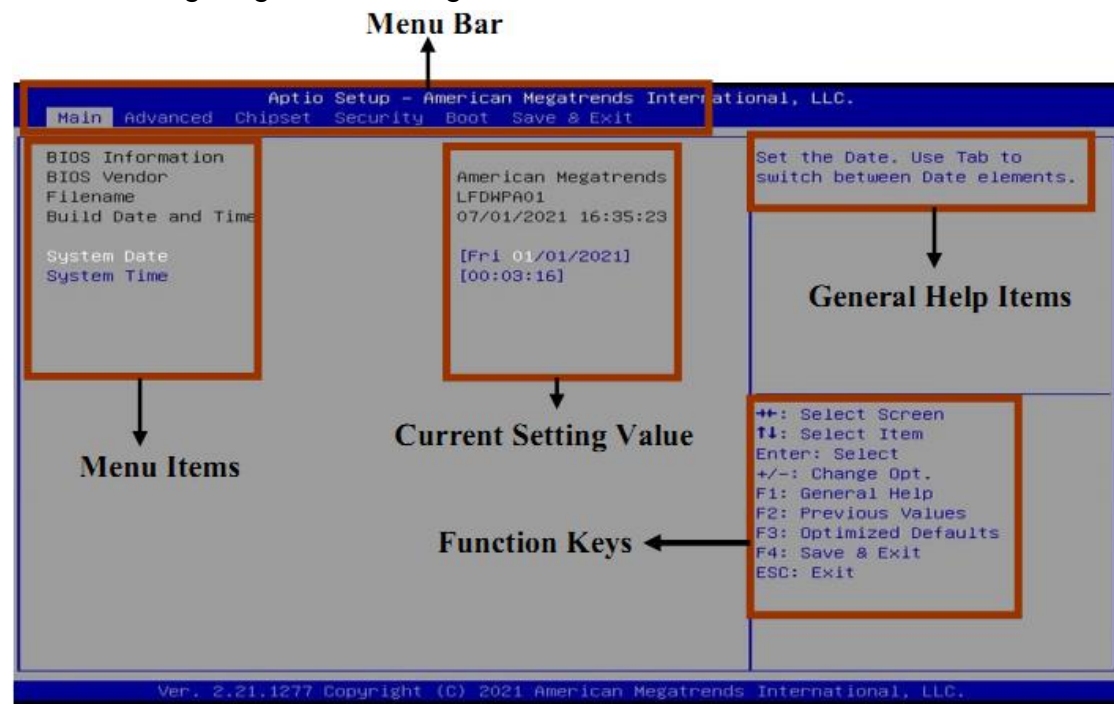 Menu Bar
Aptio Setup – American Megatrends International, LLC.
Main Advanced Chipset Security Boot Save & Exit
BIOS Information
BIOS Vendor American Megatrends
Filename LFDWPA01
Build Date and Time 07/01/2021 16:35:23
System Date [Fri 01/01/2021]
System Time [00:03:16]
Set the Date. Use Tab to
switch between Date elements.
General Help Items
Menu Items
Current Setting Value
Function Keys
→←: Select Screen
↑↓: Select Item
Enter: Select
+/-: Change Opt.
F1: General Help
F2: Previous Values
F3: Optimized Defaults
F4: Save & Exit
ESC: Exit
Ver. 2.21.1277 Copyright (C) 2021 American Megatrends International, LLC.